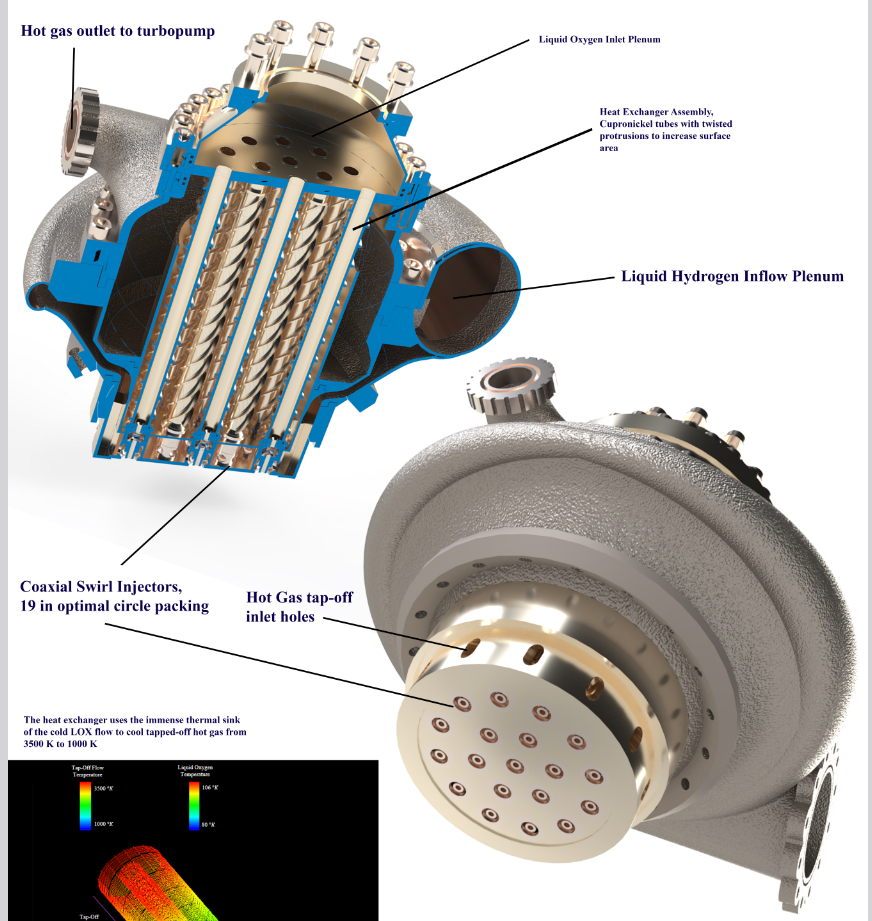 Hot gas outlet to turbopump
Liquid Oxygen Inlet Plenum
Heat Exchanger Assembly,
Cupronickel tubes with twisted
protrusions to increase surface
area
Liquid Hydrogen Inflow Plenum
Coaxial Swirl Injectors,
19 in optimal circle packing
Hot Gas tap-off
inlet holes
The heat exchanger uses the immense thermal sink
of the cold LOX flow to cool tapped-off hot gas from
3500 K to 1000 K
Tap-Off Flow
Temperature
3500 °K
1000 °K
Liquid Oxygen
Temperature
106 °K
80 °K
Tap-Off